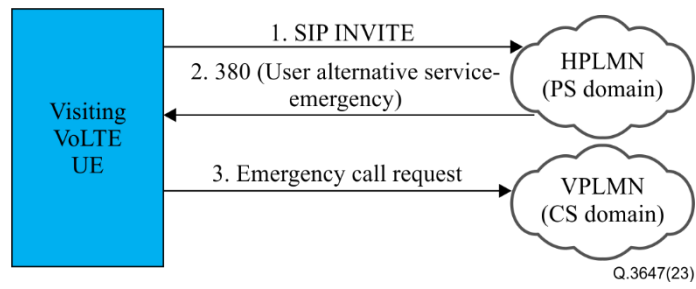 1. SIP INVITE
2. 380 (User alternative service-
emergency)
Visiting
VoLTE
UE
HPLMN
(PS domain)
3. Emergency call request
VPLMN
(CS domain)
Q.3647(23)